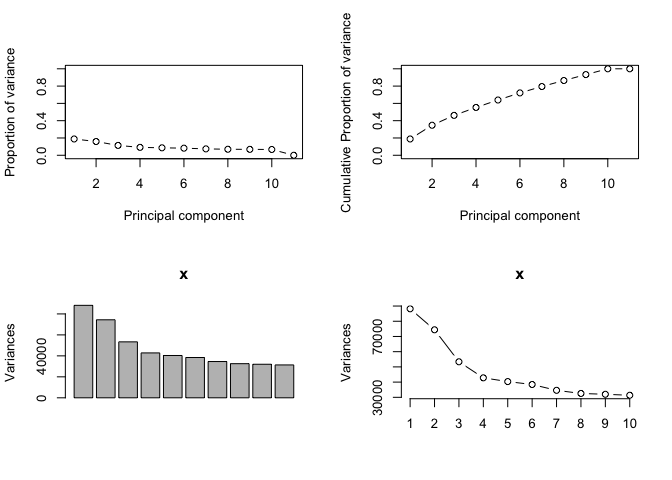 Proportion of variance
0.0 0.4 0.8
2 4 6 8 10
Principal component
Cumulative Proportion of variance
0.0 0.4 0.8
2 4 6 8 10
Principal component
x
Variances
0 40000
x
Variances
30000 70000
1 2 3 4 5 6 7 8 9 10